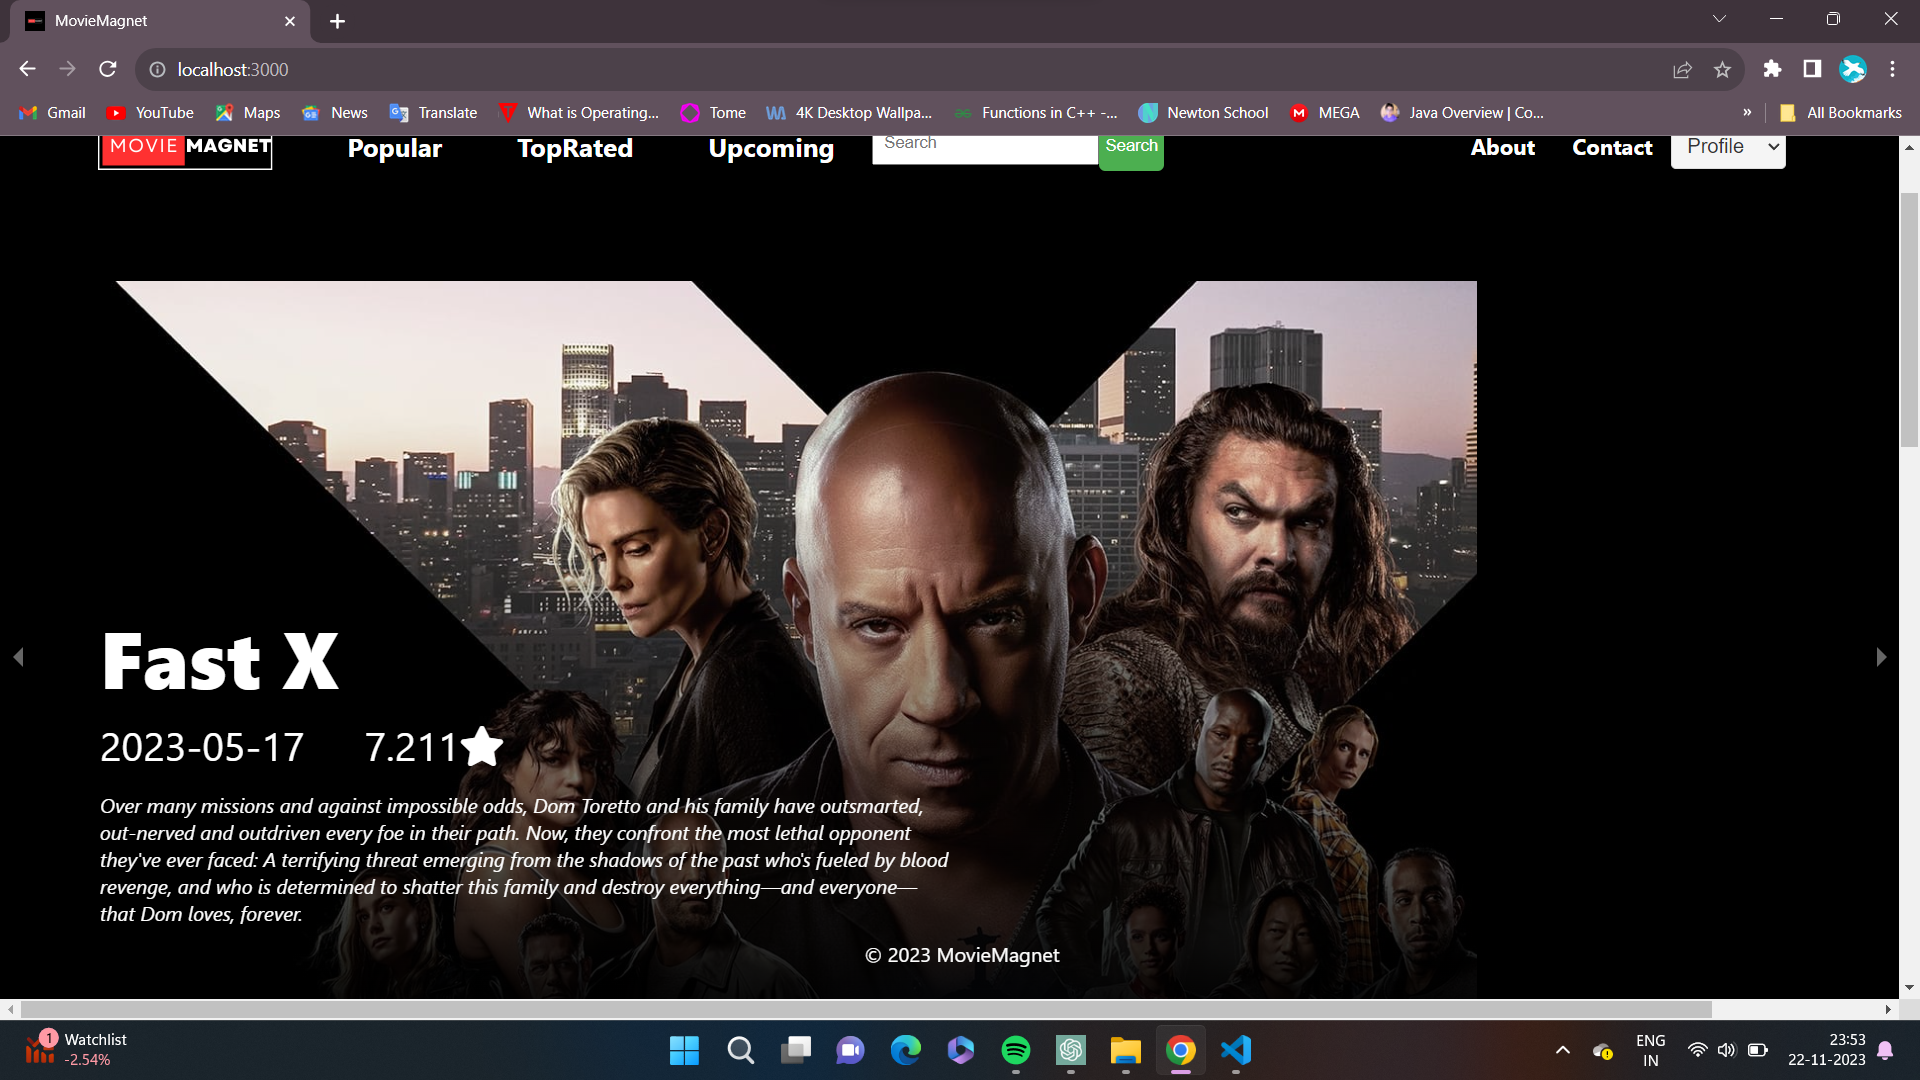 MovieMagnet
localhost:3000
Gmail YouTube Maps News Translate What is Operating... Tome 4K Desktop Wallpa... Functions in C++ -... Newton School MEGA Java Overview | Co... » All Bookmarks
MOVIE MAGNET Popular TopRated Upcoming Search Search About Contact Profile
Fast X
2023-05-17 7.211
Over many missions and against impossible odds, Dom Toretto and his family have outsmarted,
out-nerved and outdriven every foe in their path. Now, they confront the most lethal opponent
they've ever faced: A terrifying threat emerging from the shadows of the past who's fueled by blood
revenge, and who is determined to shatter this family and destroy everything—and everyone—
that Dom loves, forever.
© 2023 MovieMagnet
1 Watchlist
-2.54%
ENG
IN
23:53
22-11-2023